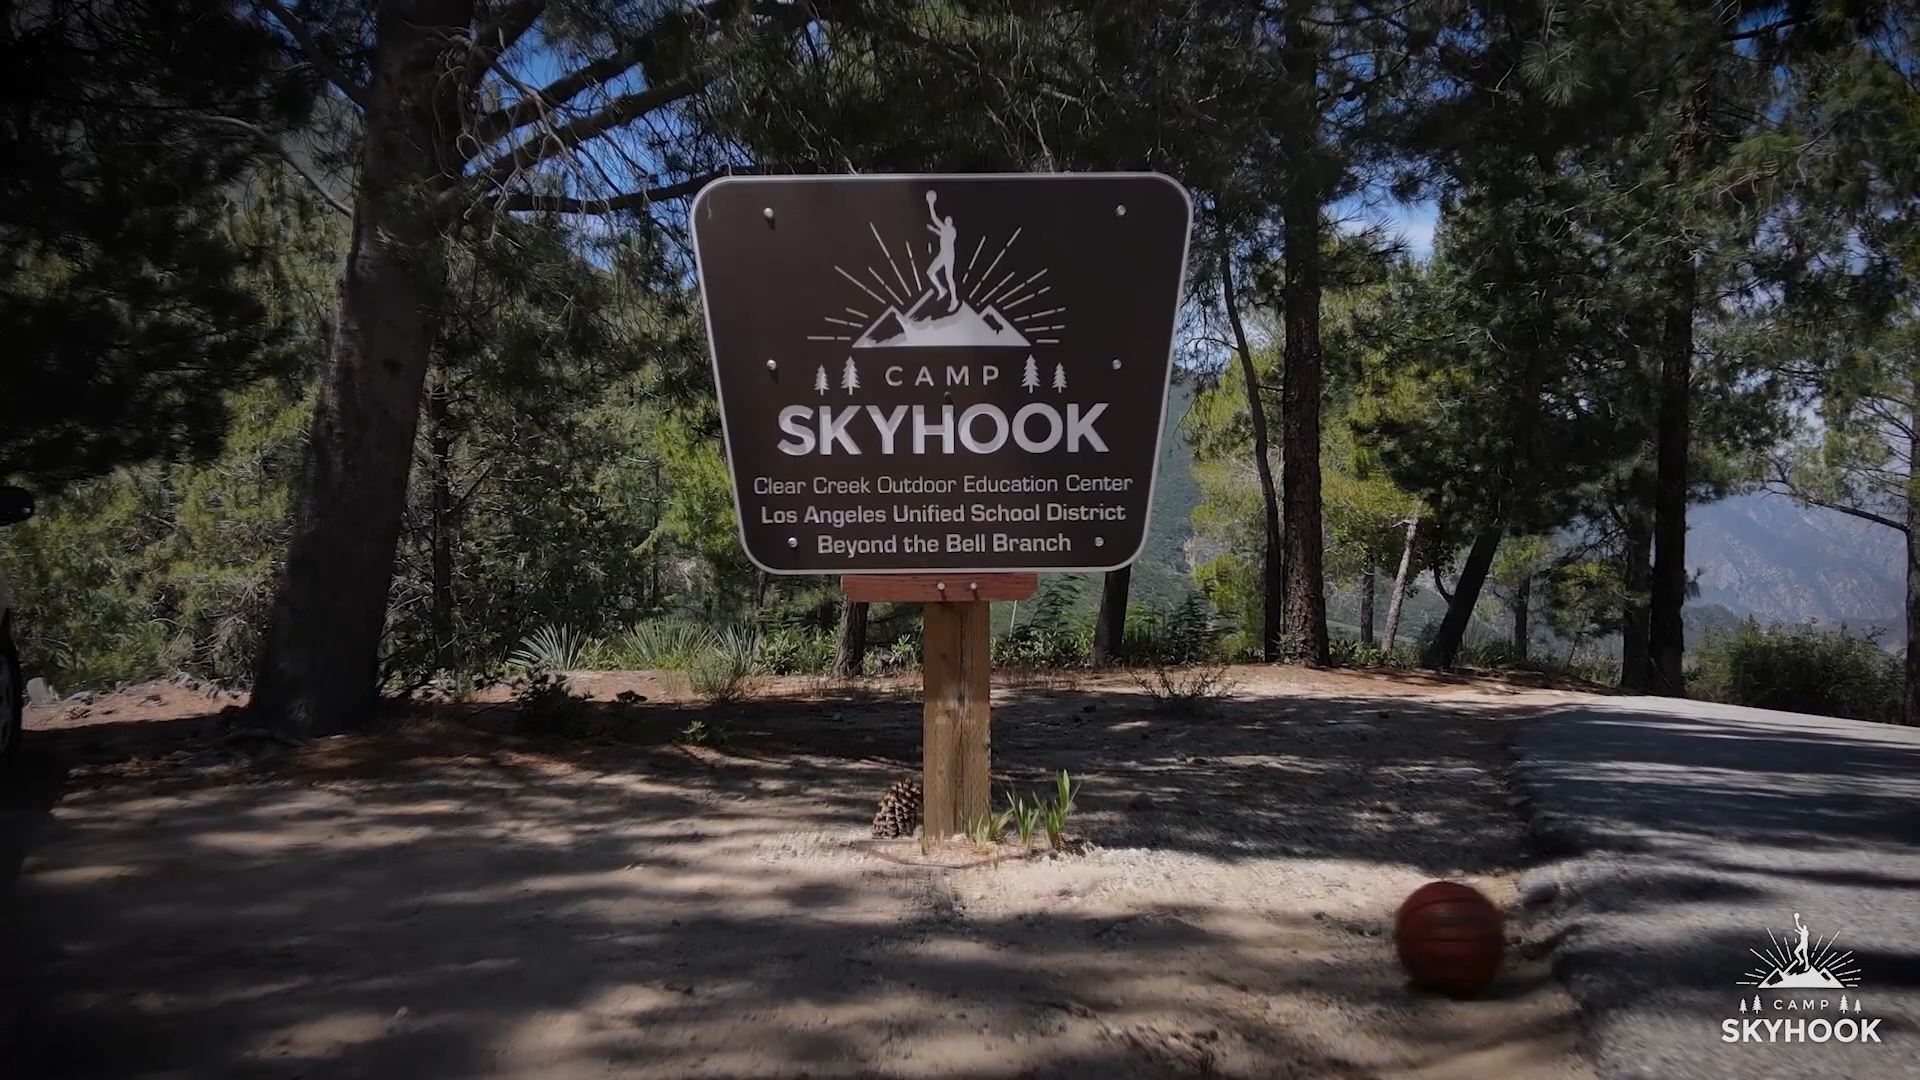 CAMP
SKYHOOK
Clear Creek Outdoor Education Center
Los Angeles Unified School District
Beyond the Bell Branch
CAMP
SKYHOOK